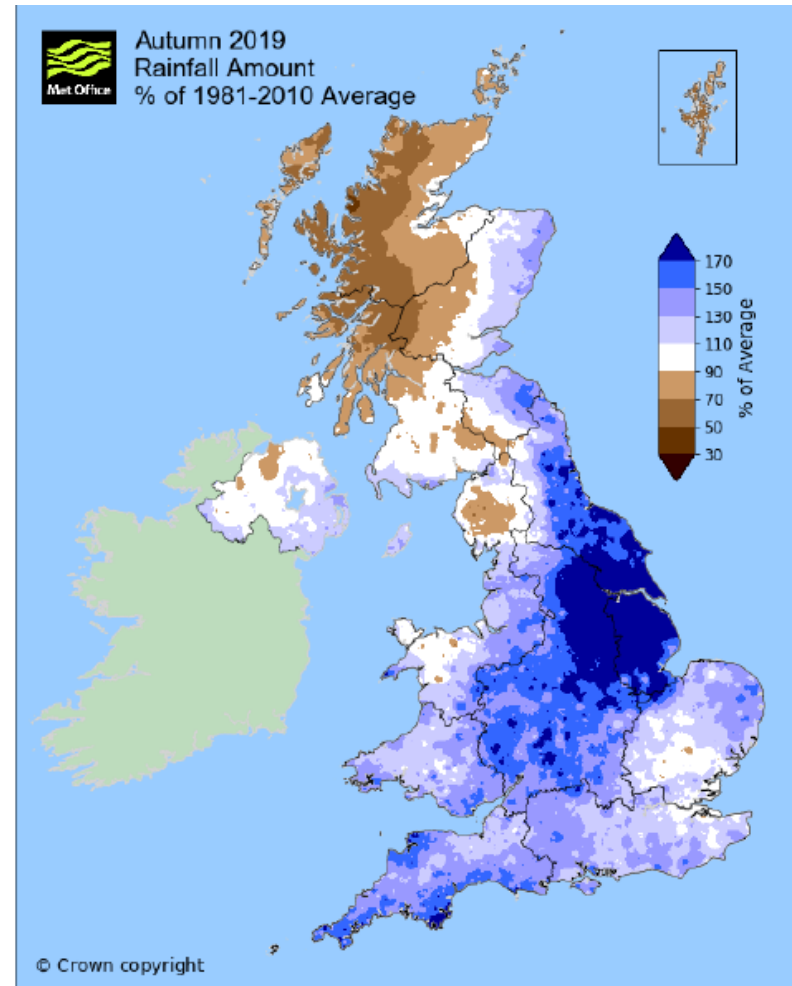 Autumn 2019
Rainfall Amount
% of 1981-2010 Average
Met Office
170
150
130
110
90
70
50
30
% of Average
© Crown copyright